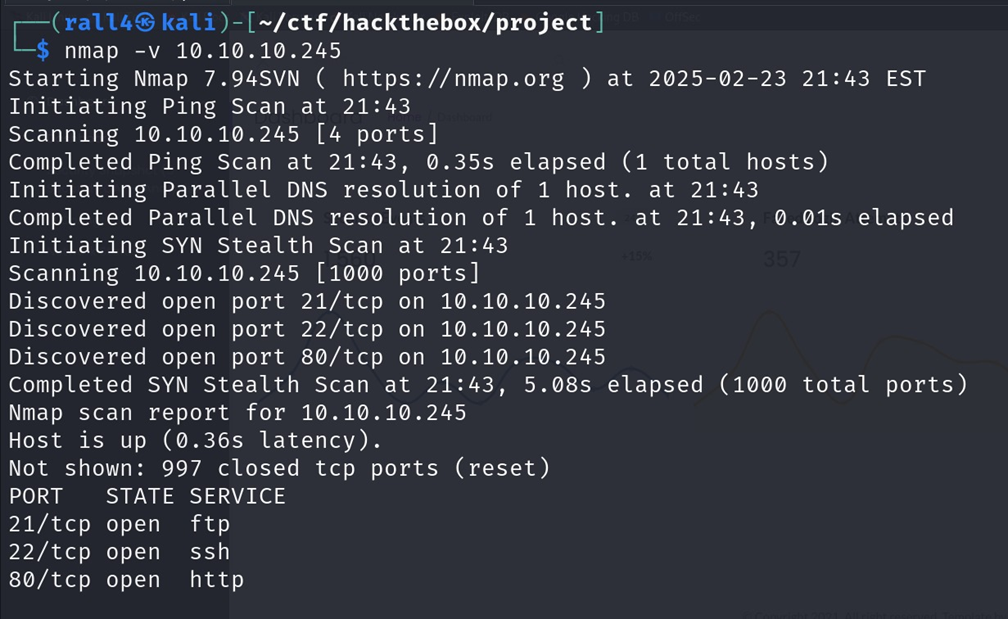 ┌──(rall4㉿kali)-[~/ctf/hackthebox/project]
└─$ nmap -v 10.10.10.245
Starting Nmap 7.94SVN ( https://nmap.org ) at 2025-02-23 21:43 EST
Initiating Ping Scan at 21:43
Scanning 10.10.10.245 [4 ports]
Completed Ping Scan at 21:43, 0.35s elapsed (1 total hosts)
Initiating Parallel DNS resolution of 1 host. at 21:43
Completed Parallel DNS resolution of 1 host. at 21:43, 0.01s elapsed
Initiating SYN Stealth Scan at 21:43
+15% 357
Scanning 10.10.10.245 [1000 ports]
Discovered open port 21/tcp on 10.10.10.245
Discovered open port 22/tcp on 10.10.10.245
Discovered open port 80/tcp on 10.10.10.245
Completed SYN Stealth Scan at 21:43, 5.08s elapsed (1000 total ports)
Nmap scan report for 10.10.10.245
Host is up (0.36s latency).
Not shown: 997 closed tcp ports (reset)
PORT   STATE SERVICE
21/tcp open  ftp
22/tcp open  ssh
80/tcp open  http